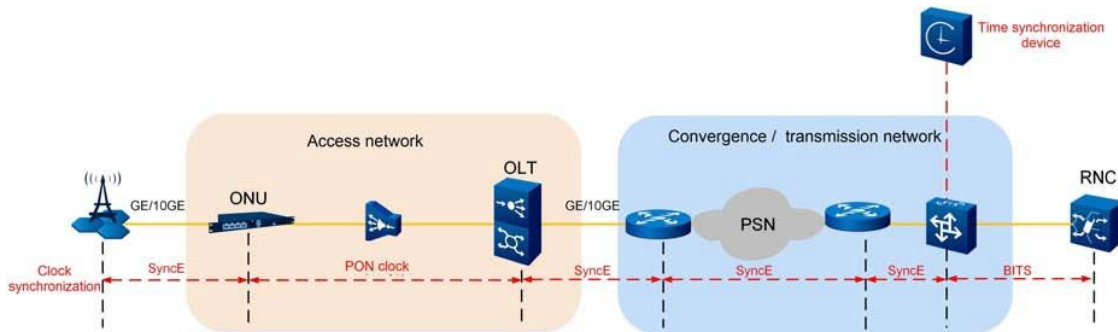 Time synchronization
device
Access network
Convergence / transmission network
OLT
RNC
ONU
GE/10GE
GE/10GE
PSN
Clock
synchronization
SyncE
PON clock
SyncE
SyncE
SyncE
BITS